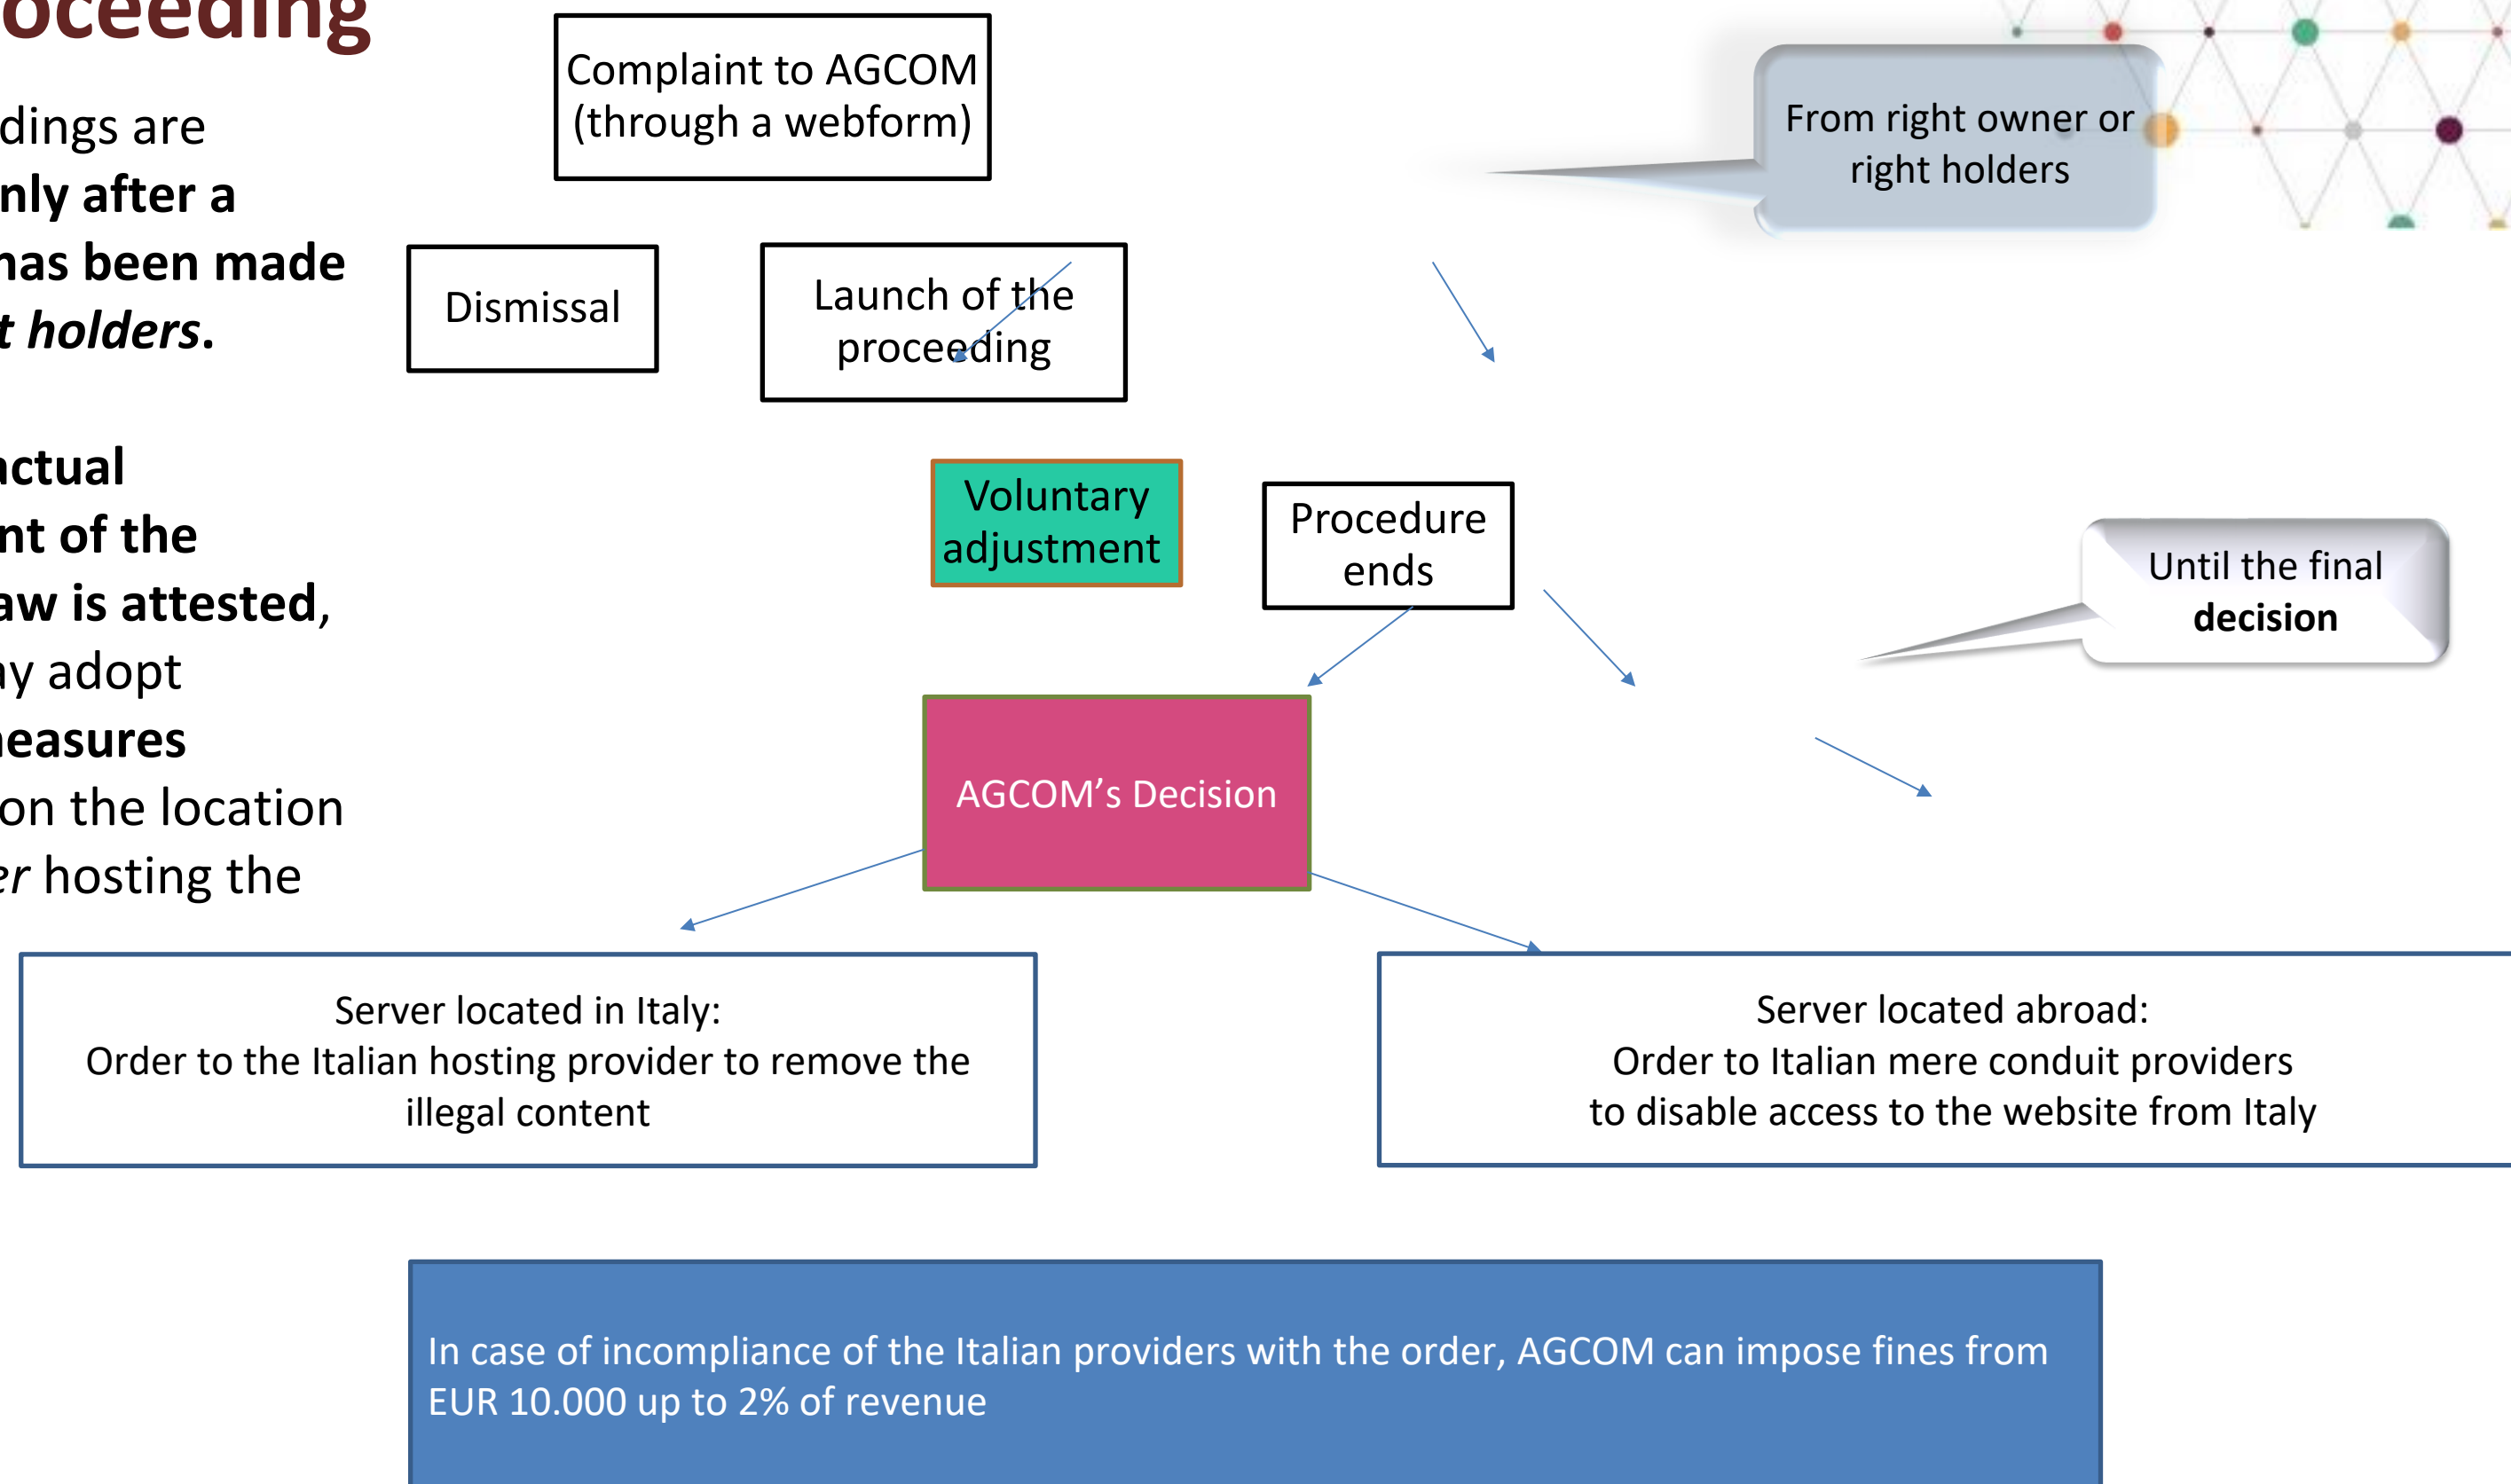 oceeding
dings are
nly after a
has been made
t holders.
actual
nt of the
aw is attested,
ay adopt
measures
on the location
er hosting the
Complaint to AGCOM
(through a webform)
From right owner or
right holders
Dismissal
Launch of the
proceeding
Voluntary
adjustment
Procedure
ends
Until the final
decision
AGCOM’s Decision
Server located in Italy:
Order to the Italian hosting provider to remove the
illegal content
Server located abroad:
Order to Italian mere conduit providers
to disable access to the website from Italy
In case of incompliance of the Italian providers with the order, AGCOM can impose fines from
EUR 10.000 up to 2% of revenue